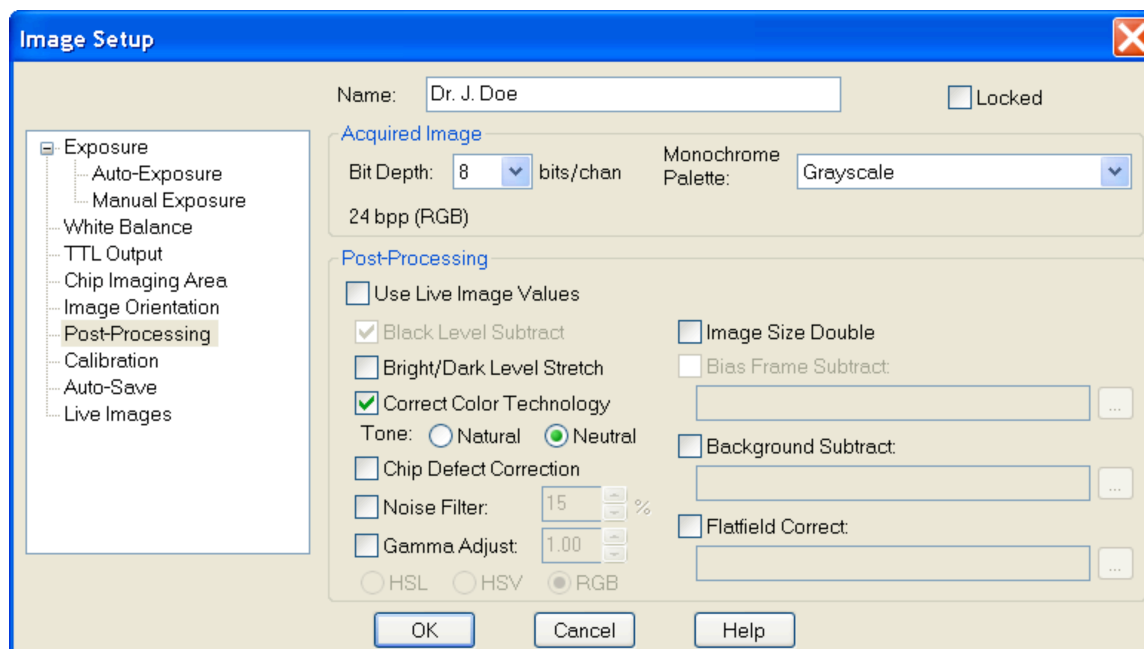 Image Setup
Name: Dr. J. Doe
Locked
Exposure
Auto-Exposure
Manual Exposure
White Balance
TTL Output
Chip Imaging Area
Image Orientation
Post-Processing
Calibration
Auto-Save
Live Images
Acquired Image
Bit Depth: 8 bits/chan
Monochrome Palette: Grayscale
24 bpp (RGB)
Post-Processing
Use Live Image Values
Black Level Subtract
Bright/Dark Level Stretch
Correct Color Technology
Tone: Natural Neutral
Chip Defect Correction
Noise Filter: 15 %
Gamma Adjust: 1.00
HSL HSV RGB
Image Size Double
Bias Frame Subtract:
...
Background Subtract:
...
Flatfield Correct:
...
OK Cancel Help